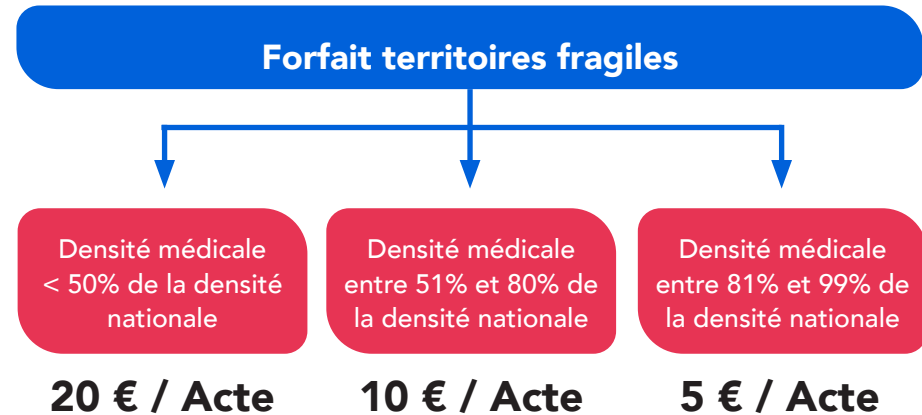 Forfait territoires fragiles
Densité médicale
< 50% de la densité
nationale
20 € / Acte
Densité médicale
entre 51% et 80% de
la densité nationale
10 € / Acte
Densité médicale
entre 81% et 99% de
la densité nationale
5 € / Acte